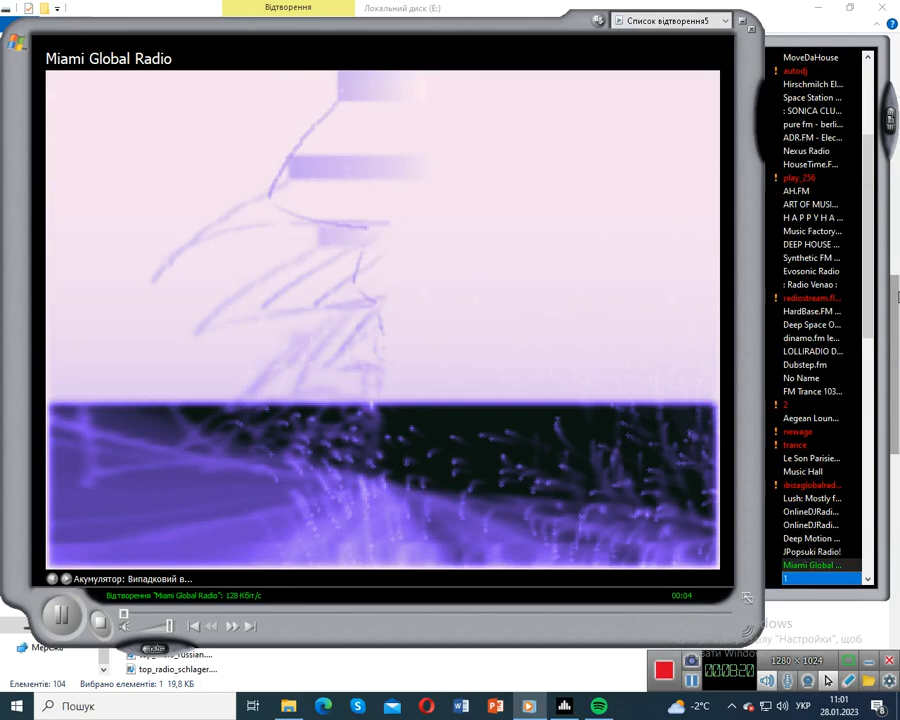 Відтворення
Локальний диск (E:)
Список відтворення5
Miami Global Radio
MoveDaHouse
autodj
Hirschmilch El...
Space Station ...
: SONICA CLU...
pure fm - berli...
ADR.FM - Elec...
Nexus Radio
HouseTime.F...
play_256
AH.FM
ART OF MUSI...
H A P P Y H A ...
Music Factory...
DEEP HOUSE ...
Synthetic FM ...
Evosonic Radio
: Radio Venao :
radiostream.fl...
HardBase.FM ...
Deep Space O...
dinamo.fm le...
LOLLIRADIO D...
Dubstep.fm
No Name
FM Trance 103...
2
Aegean Loun...
newage
trance
Le Son Parisie...
Music Hall
ibizaglobalrad...
Lush: Mostly f...
OnlineDJRadi...
OnlineDJRadi...
Deep Motion ...
JPopsuki Radio!
Miami Global ...
1
Акумулятор: Випадковий в...
Відтворення "Miami Global Radio": 128 Кбіт/с
00:04
Мережа
top_radio_russian....
top_radio_schlager....
Елементів: 104
Вибрано елементів: 1 19,8 КБ
розділу "Настройки", щоб
1280 × 1024
00:08:20
Пошук
-2°C
УКР
11:01
28.01.2023
8